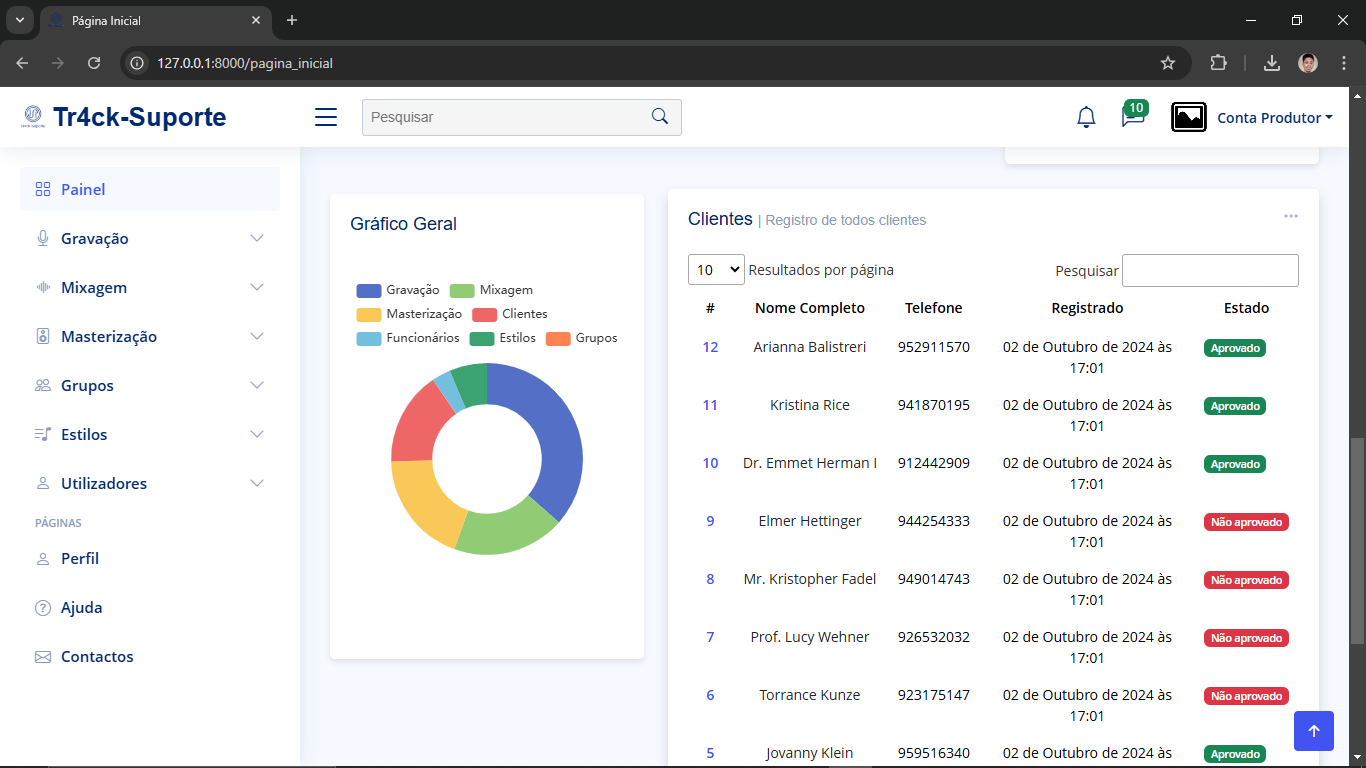 Página Inicial
127.0.0.1:8000/pagina_inicial
Tr4ck-Suporte
Pesquisar
10
Conta Produtor
Painel
Gravação
Mixagem
Masterização
Grupos
Estilos
Utilizadores
PÁGINAS
Perfil
Ajuda
Contactos
Gráfico Geral
Gravação Mixagem
Masterização Clientes
Funcionários Estilos Grupos
Clientes | Registro de todos clientes
10 Resultados por página Pesquisar
# Nome Completo Telefone Registrado Estado
12 Arianna Balistreri 952911570 02 de Outubro de 2024 às Aprovado
17:01
11 Kristina Rice 941870195 02 de Outubro de 2024 às Aprovado
17:01
10 Dr. Emmet Herman I 912442909 02 de Outubro de 2024 às Aprovado
17:01
9 Elmer Hettinger 944254333 02 de Outubro de 2024 às Não aprovado
17:01
8 Mr. Kristopher Fadel 949014743 02 de Outubro de 2024 às Não aprovado
17:01
7 Prof. Lucy Wehner 926532032 02 de Outubro de 2024 às Não aprovado
17:01
6 Torrance Kunze 923175147 02 de Outubro de 2024 às Não aprovado
17:01
5 Jovanny Klein 959516340 02 de Outubro de 2024 às Aprovado